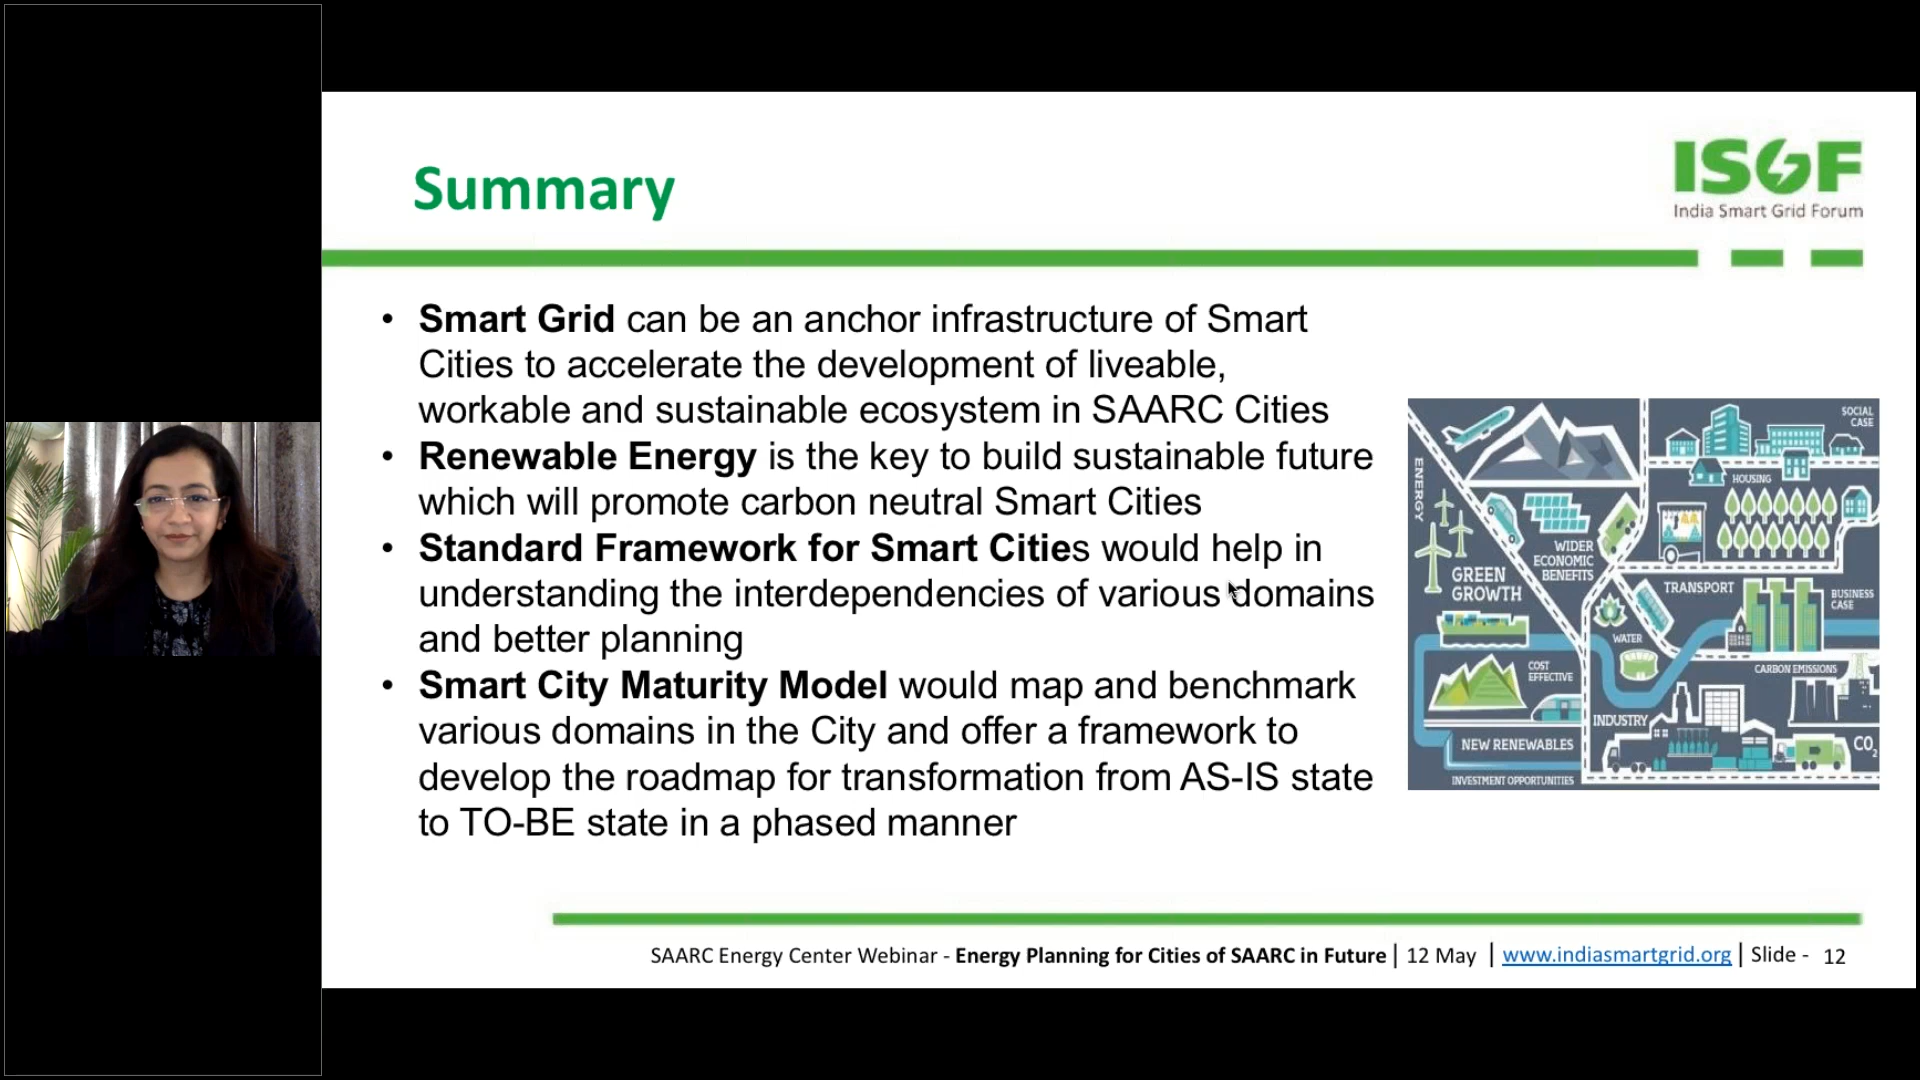 Summary
ISGF
India Smart Grid Forum
• Smart Grid can be an anchor infrastructure of Smart
Cities to accelerate the development of liveable,
workable and sustainable ecosystem in SAARC Cities
• Renewable Energy is the key to build sustainable future
which will promote carbon neutral Smart Cities
• Standard Framework for Smart Cities would help in
understanding the interdependencies of various domains
and better planning
• Smart City Maturity Model would map and benchmark
various domains in the City and offer a framework to
develop the roadmap for transformation from AS-IS state
to TO-BE state in a phased manner
SOCIAL
CASE
ENERGY
HOUSING
WIDER
ECONOMIC
BENEFITS
GREEN
GROWTH
TRANSPORT
BUSINESS
CASE
WATER
COST
EFFECTIVE
CARBON EMISSIONS
INDUSTRY
NEW RENEWABLES
CO2
INVESTMENT OPPORTUNITIES
SAARC Energy Center Webinar - Energy Planning for Cities of SAARC in Future | 12 May | www.indiasmartgrid.org | Slide - 12